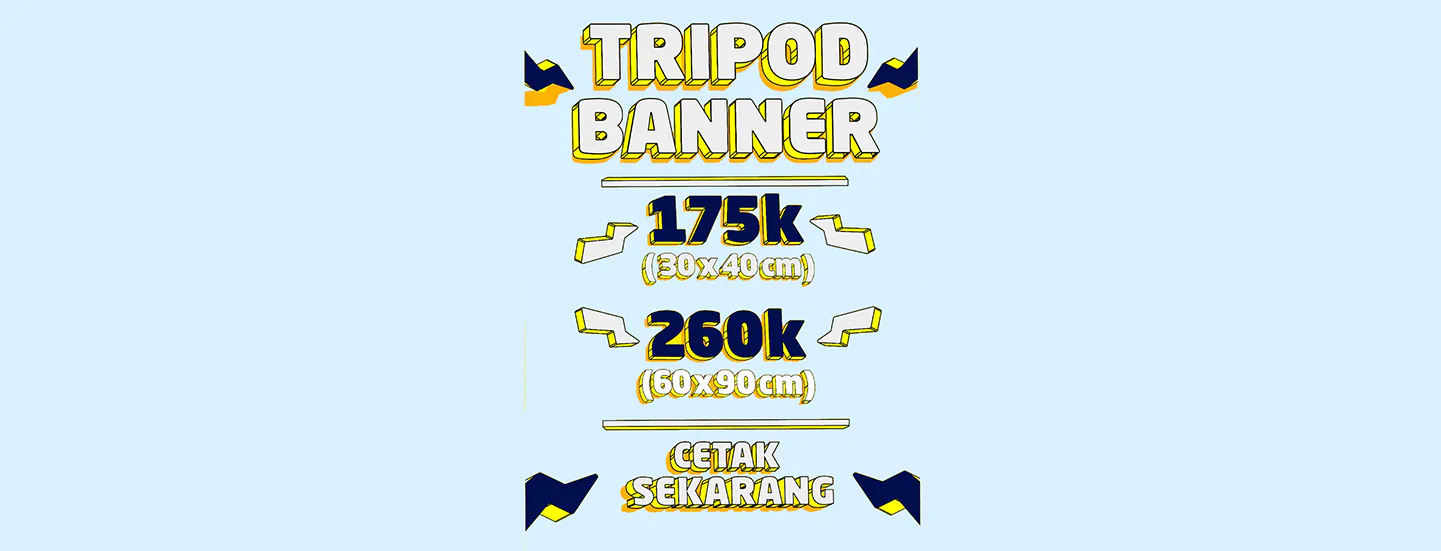 TRIPOD
BANNER
175k
(30x40cm)
260k
(60x90cm)
CETAK
SEKARANG